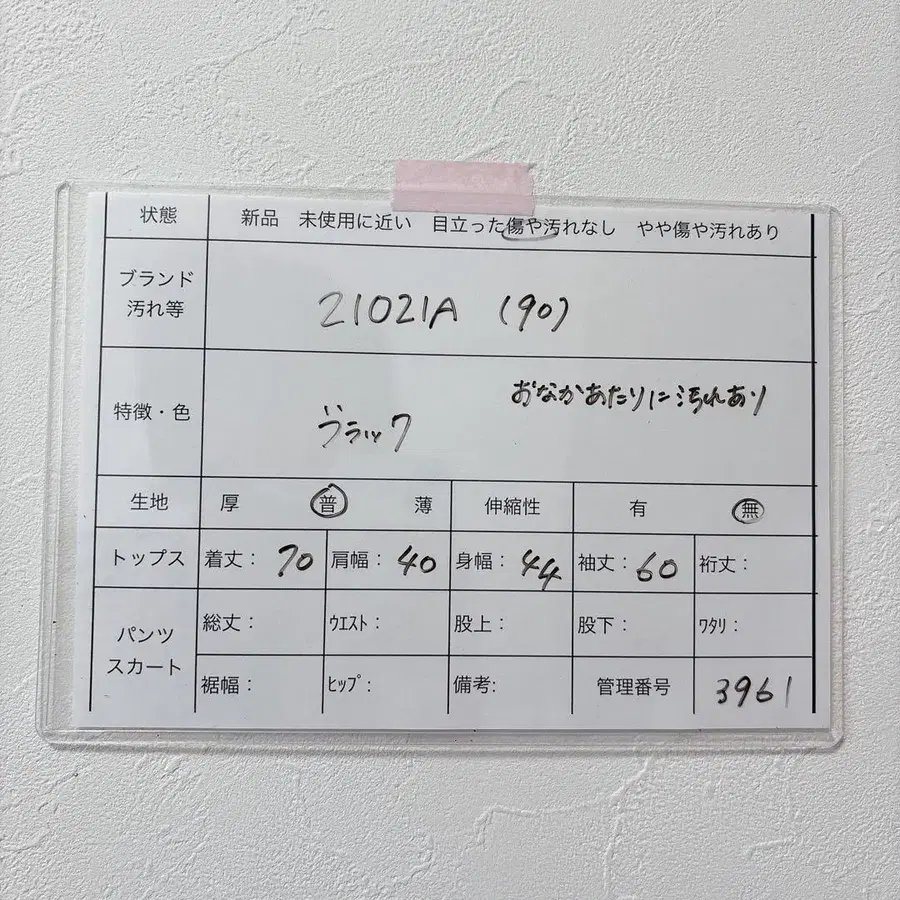 状態 新品 未使用に近い 目立った傷や汚れなし やや傷や汚れあり
ブランド
汚れ等
21021A (90)
特徴・色
おなかあたりに汚れあり
ブラック
生地 厚 普 薄 伸縮性 有 無
トップス 着丈: 70 肩幅: 40 身幅: 44 袖丈: 60 裄丈:
パンツ
スカート
総丈: ウエスト: 股上: 股下: ワタリ:
裾幅: ヒップ: 備考: 管理番号 3961